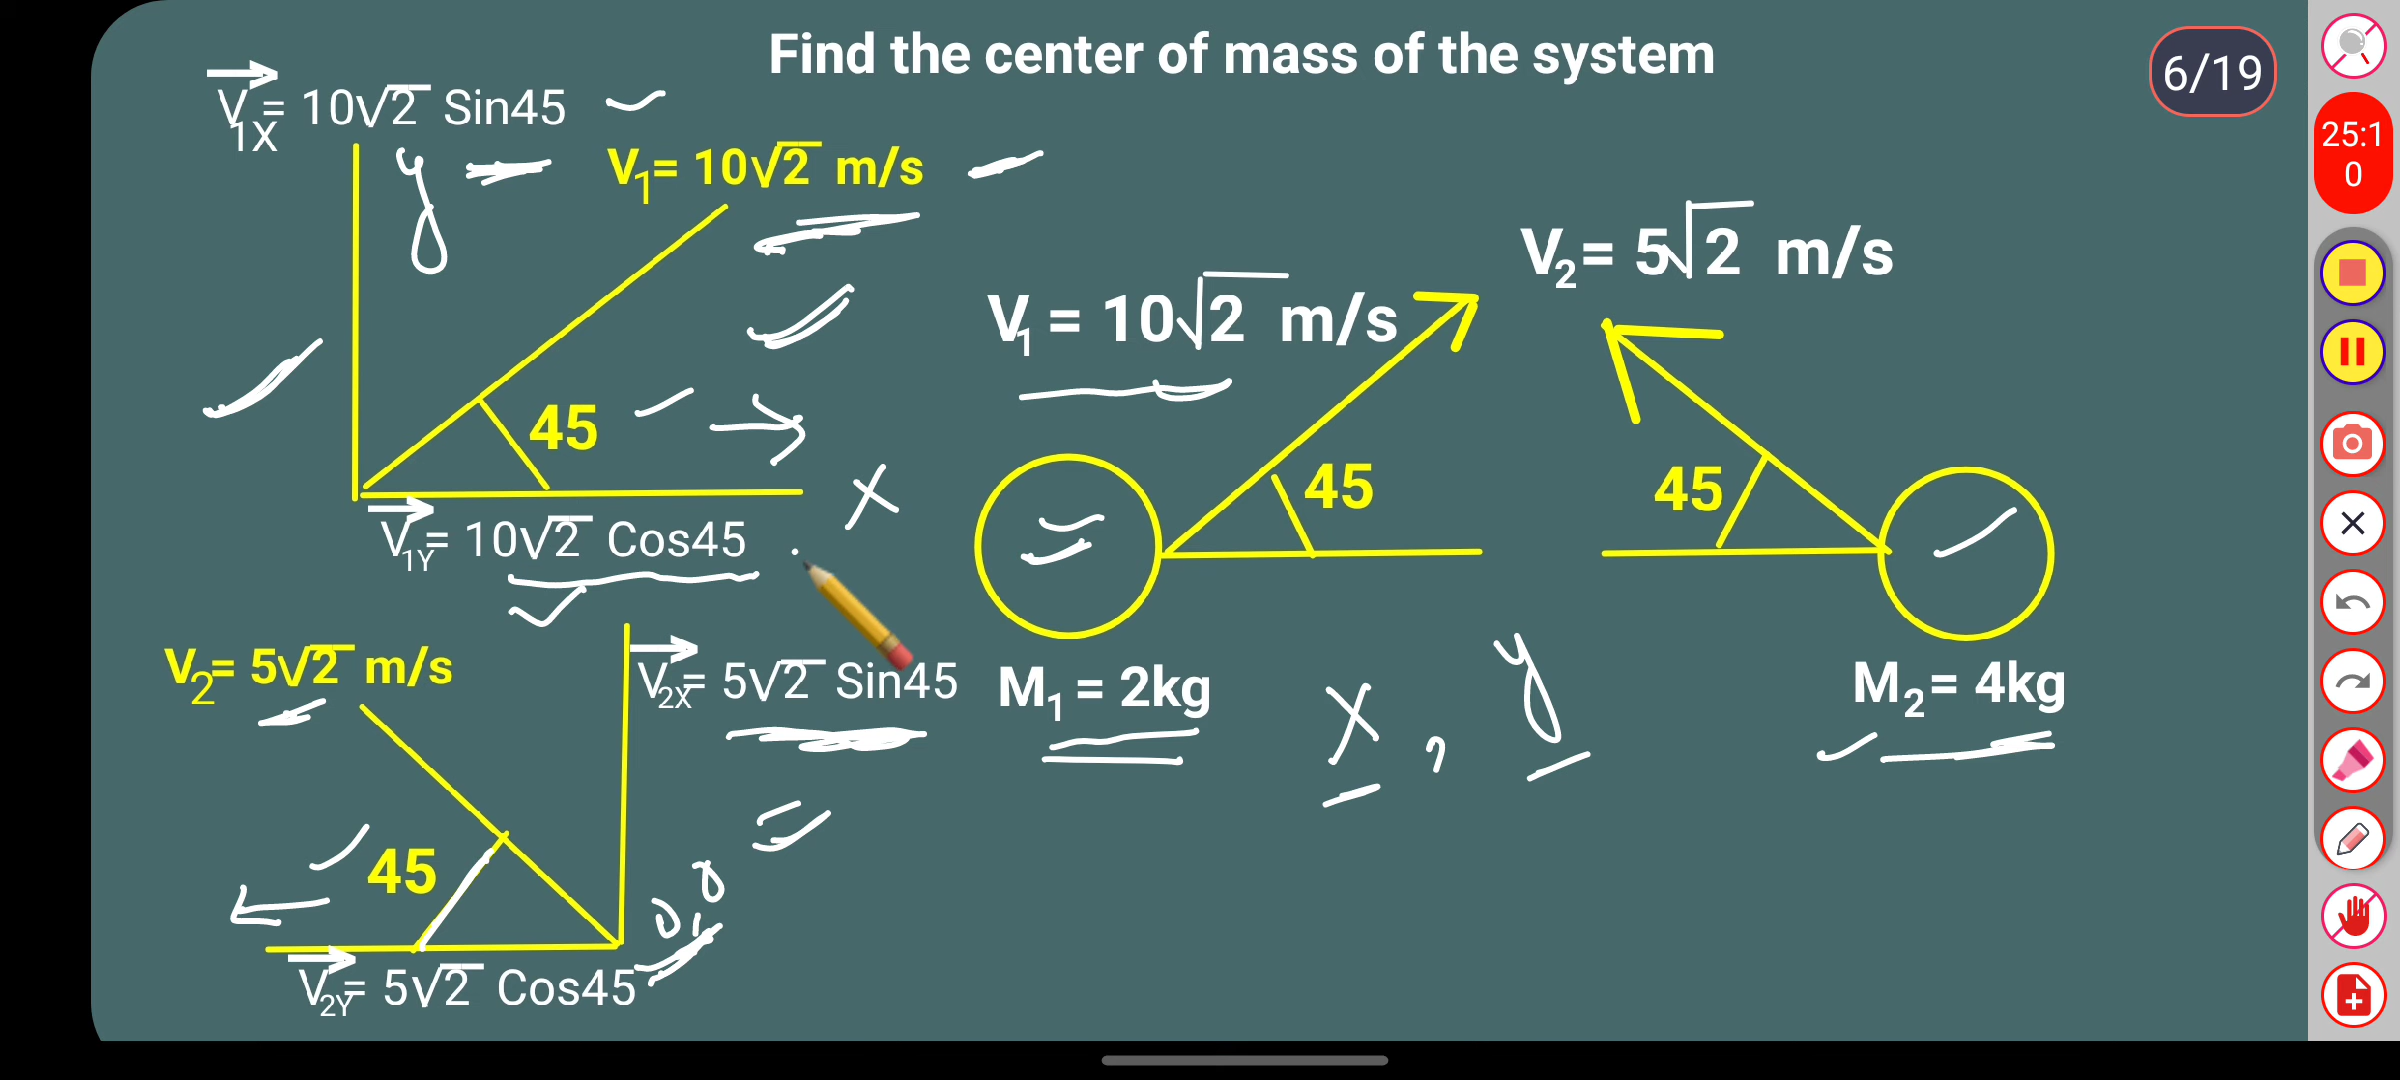 Find the center of mass of the system
6/19
25:1
0
V1X = 10√2 Sin45
y
V1 = 10√2 m/s
45
x
V1Y = 10√2 Cos45
V1 = 10√2 m/s
45
V2 = 5√2 m/s
45
M1 = 2kg
x, y
M2 = 4kg
V2 = 5√2 m/s
V2X = 5√2 Sin45
45
V2Y = 5√2 Cos45